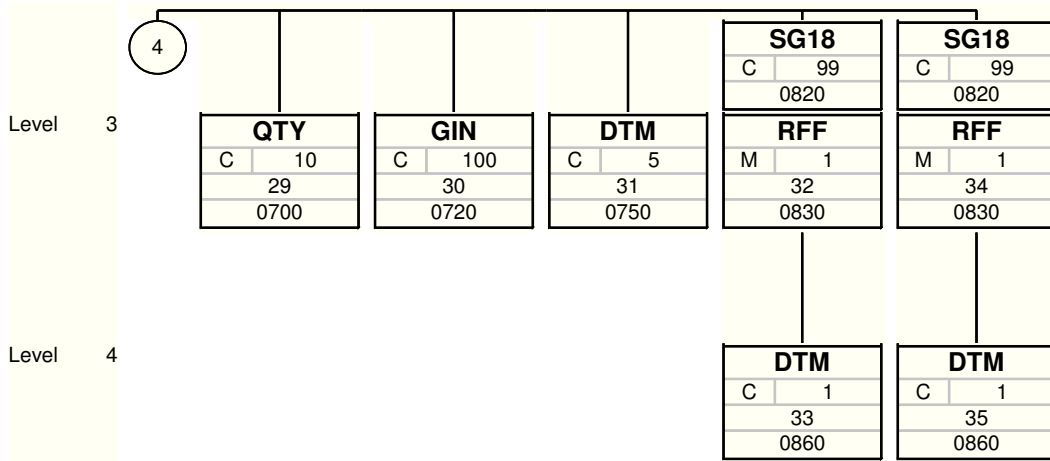 4
SG18 SG18
C 99 C 99
0820 0820
Level 3
QTY GIN DTM RFF RFF
C 10 C 100 C 5 M 1 M 1
29 30 31 32 34
0700 0720 0750 0830 0830
Level 4
DTM DTM
C 1 C 1
33 35
0860 0860